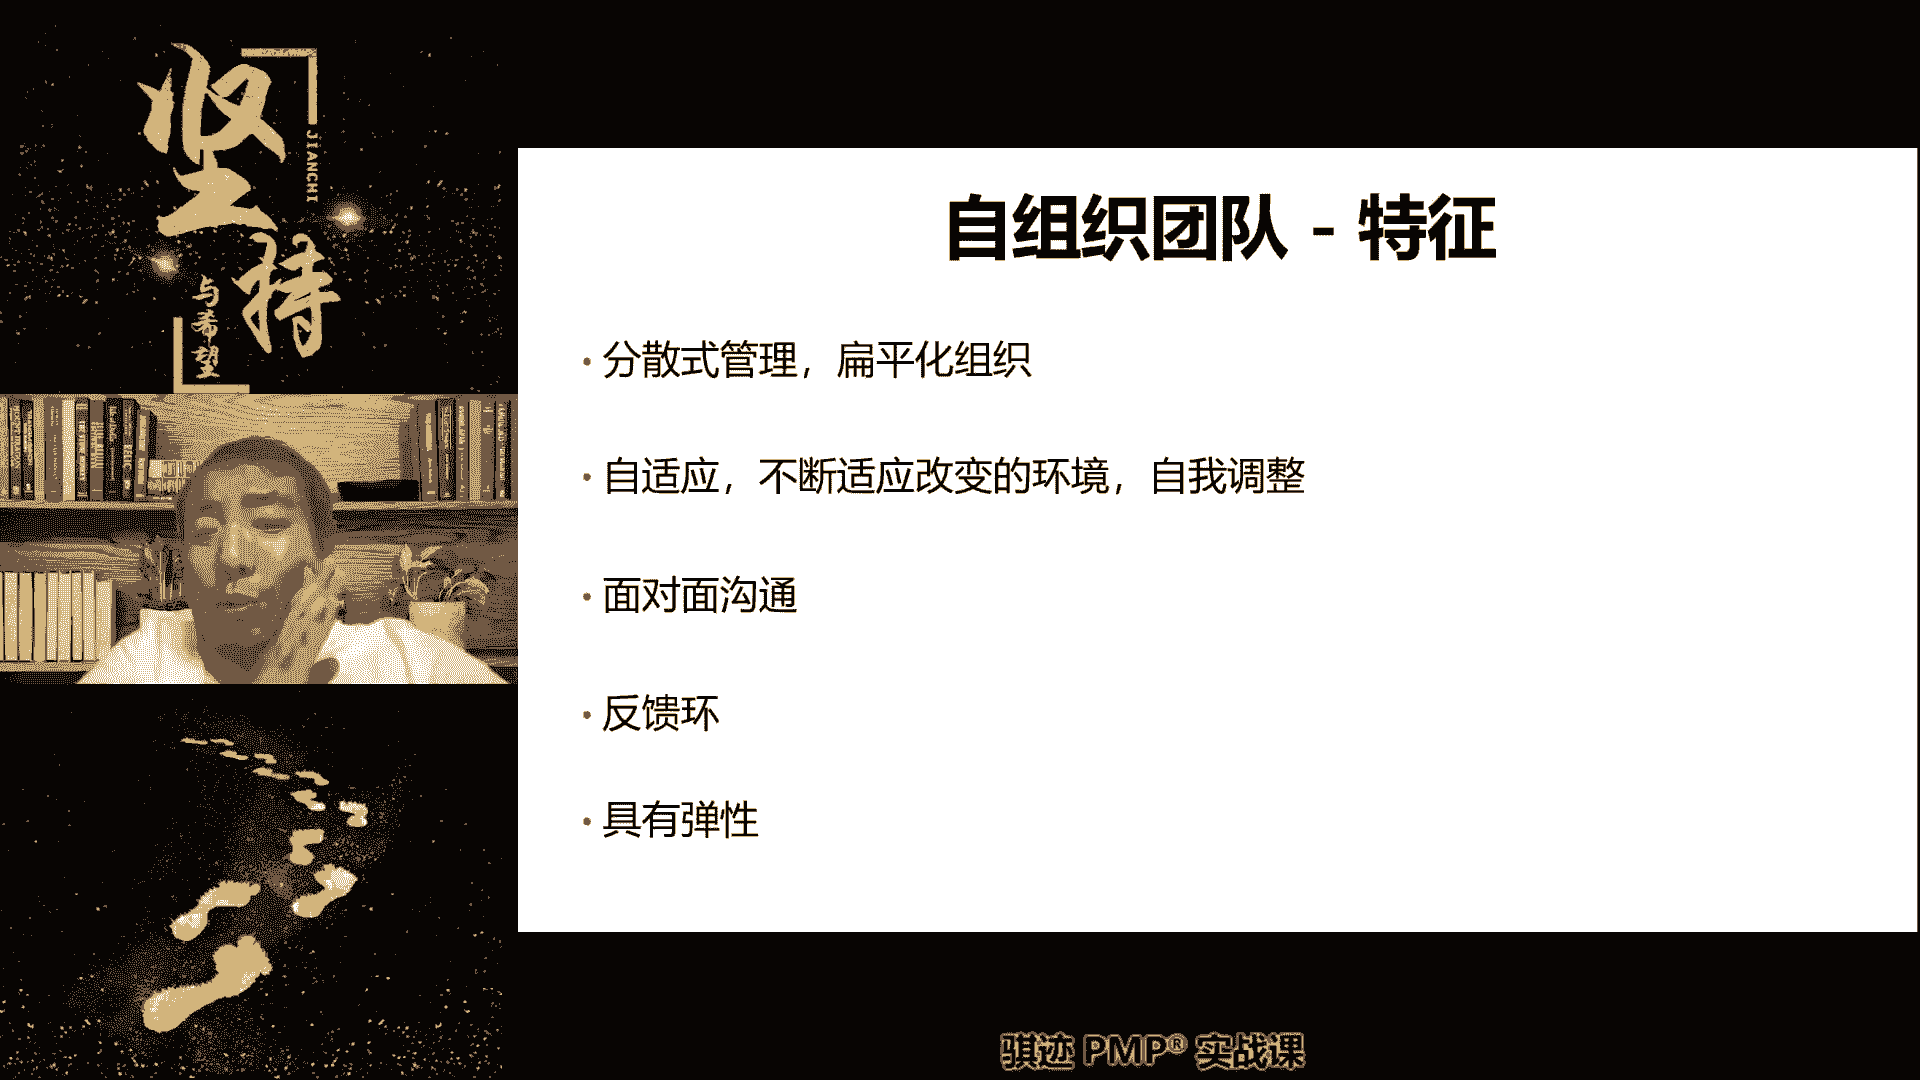 坚持
JIANCHI
与希望
自组织团队 - 特征
• 分散式管理，扁平化组织
• 自适应，不断适应改变的环境，自我调整
• 面对面沟通
• 反馈环
• 具有弹性
骐迹 PMP® 实战课